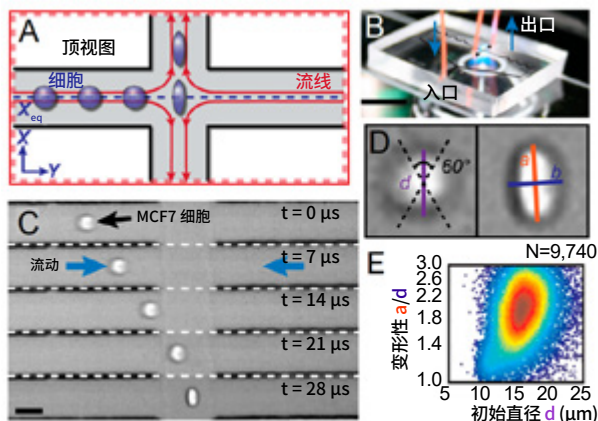 A
顶视图
细胞
流线
Xeq
X
Y
B
出口
入口
C
MCF7 细胞
t = 0 µs
流动
t = 7 µs
t = 14 µs
t = 21 µs
t = 28 µs
D
d
60°
a
b
E
N=9,740
变形性 a/d
3.0
2.6
2.2
1.8
1.4
1.0
5
10
15
20
25
初始直径 d (µm)